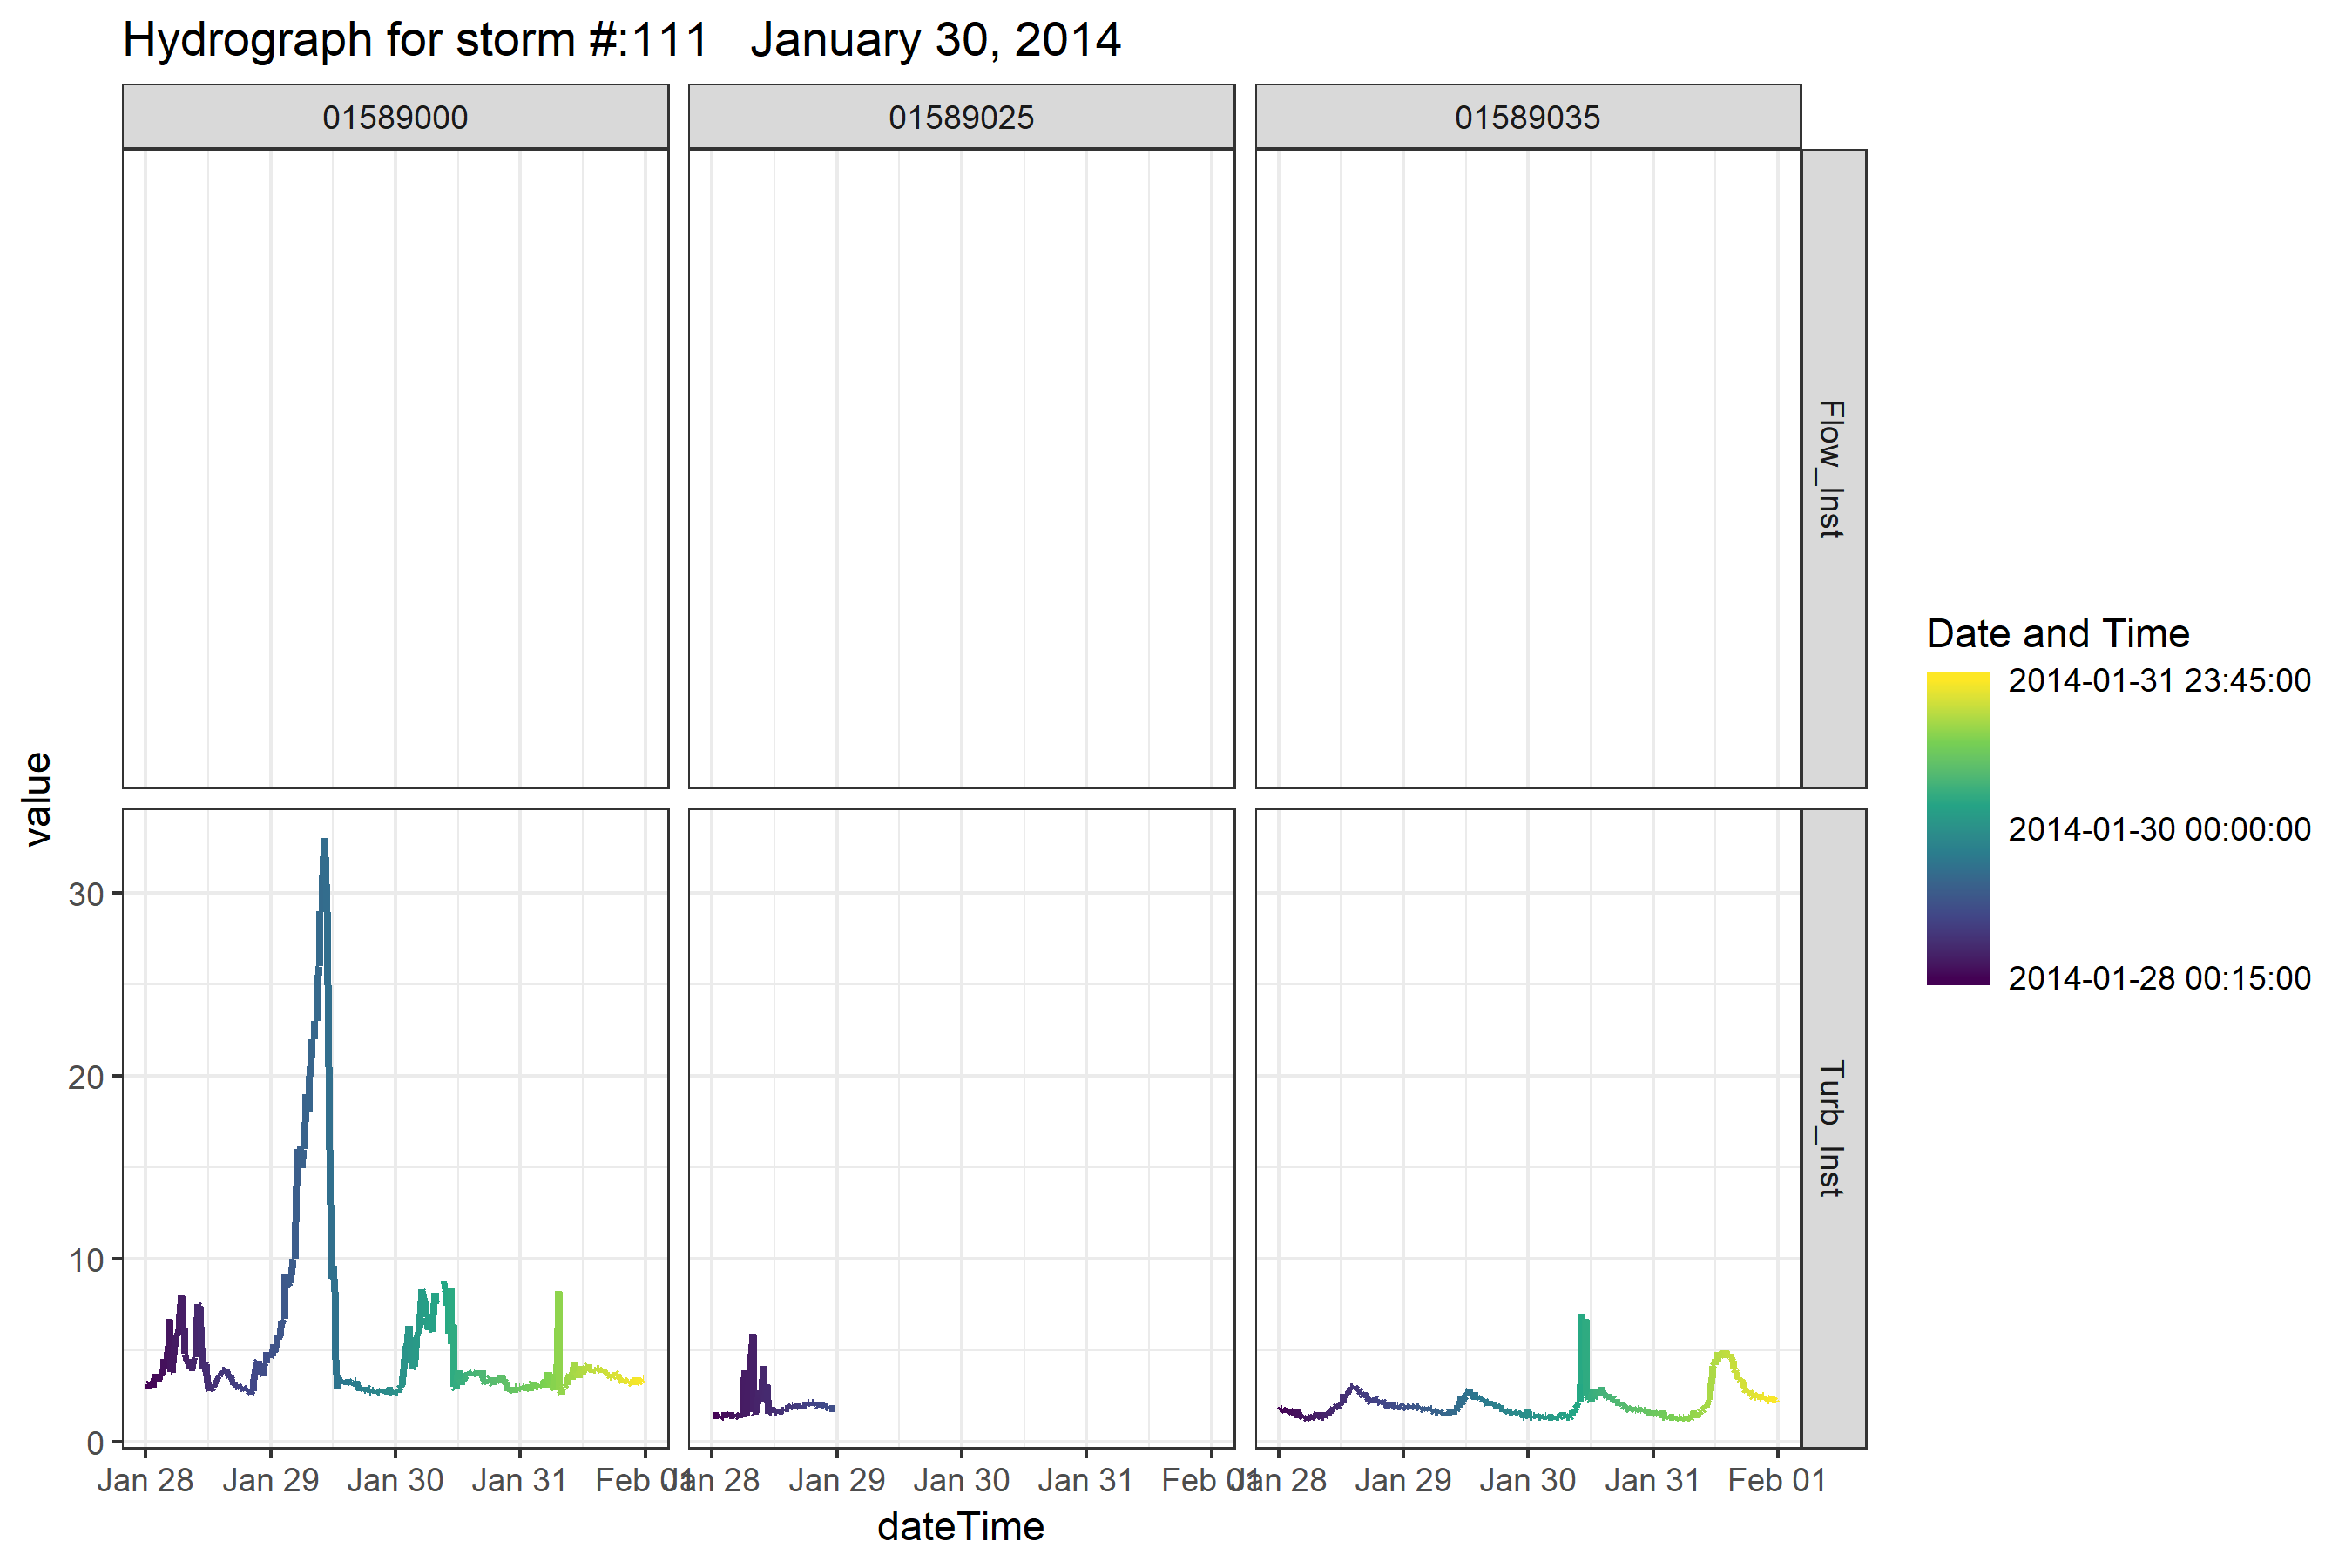 Hydrograph for storm #:111   January 30, 2014
01589000
01589025
01589035
Flow_Inst
Turb_Inst
value
30
20
10
0
Jan 28
Jan 29
Jan 30
Jan 31
Feb 01
Jan 28
Jan 29
Jan 30
Jan 31
Feb 01
Jan 28
Jan 29
Jan 30
Jan 31
Feb 01
dateTime
Date and Time
2014-01-31 23:45:00
2014-01-30 00:00:00
2014-01-28 00:15:00